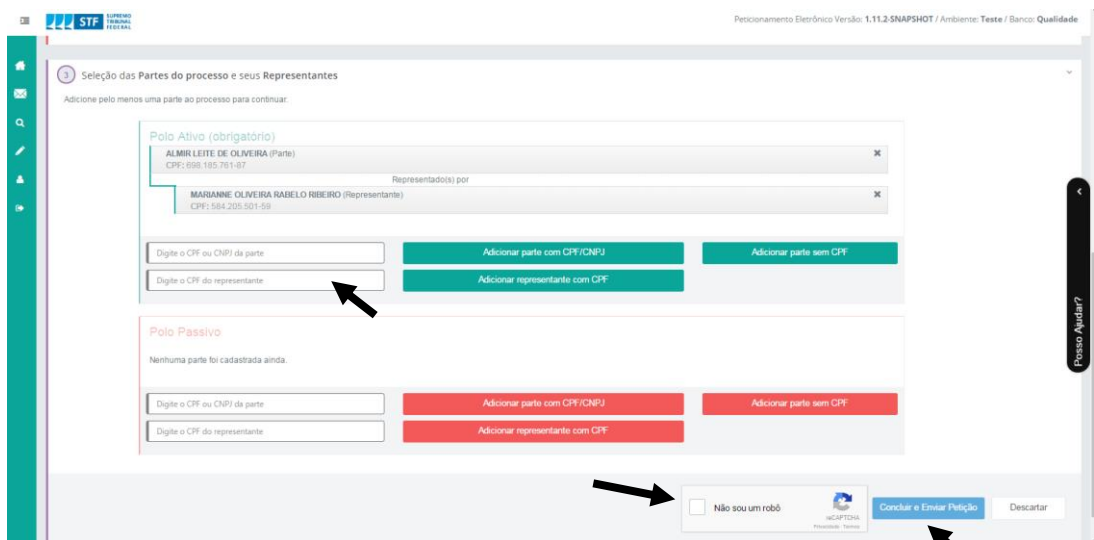 STF SUPREMO TRIBUNAL FEDERAL
Peticionamento Eletrônico Versão: 1.11.2-SNAPSHOT / Ambiente: Teste / Banco: Qualidade
3 Seleção das Partes do processo e seus Representantes
Adicione pelo menos uma parte ao processo para continuar.
Polo Ativo (obrigatório)
ALMIR LEITE DE OLIVEIRA (Parte)
CPF: 698.185.761-87
Representado(s) por
MARIANNE OLIVEIRA RABELO RIBEIRO (Representante)
CPF: 584.205.501-59
Digite o CPF ou CNPJ da parte
Adicionar parte com CPF/CNPJ
Adicionar parte sem CPF
Digite o CPF do representante
Adicionar representante com CPF
Polo Passivo
Nenhuma parte foi cadastrada ainda.
Digite o CPF ou CNPJ da parte
Adicionar parte com CPF/CNPJ
Adicionar parte sem CPF
Digite o CPF do representante
Adicionar representante com CPF
Não sou um robô
reCAPTCHA
Privacidade - Termos
Concluir e Enviar Petição
Descartar
Posso Ajudar?